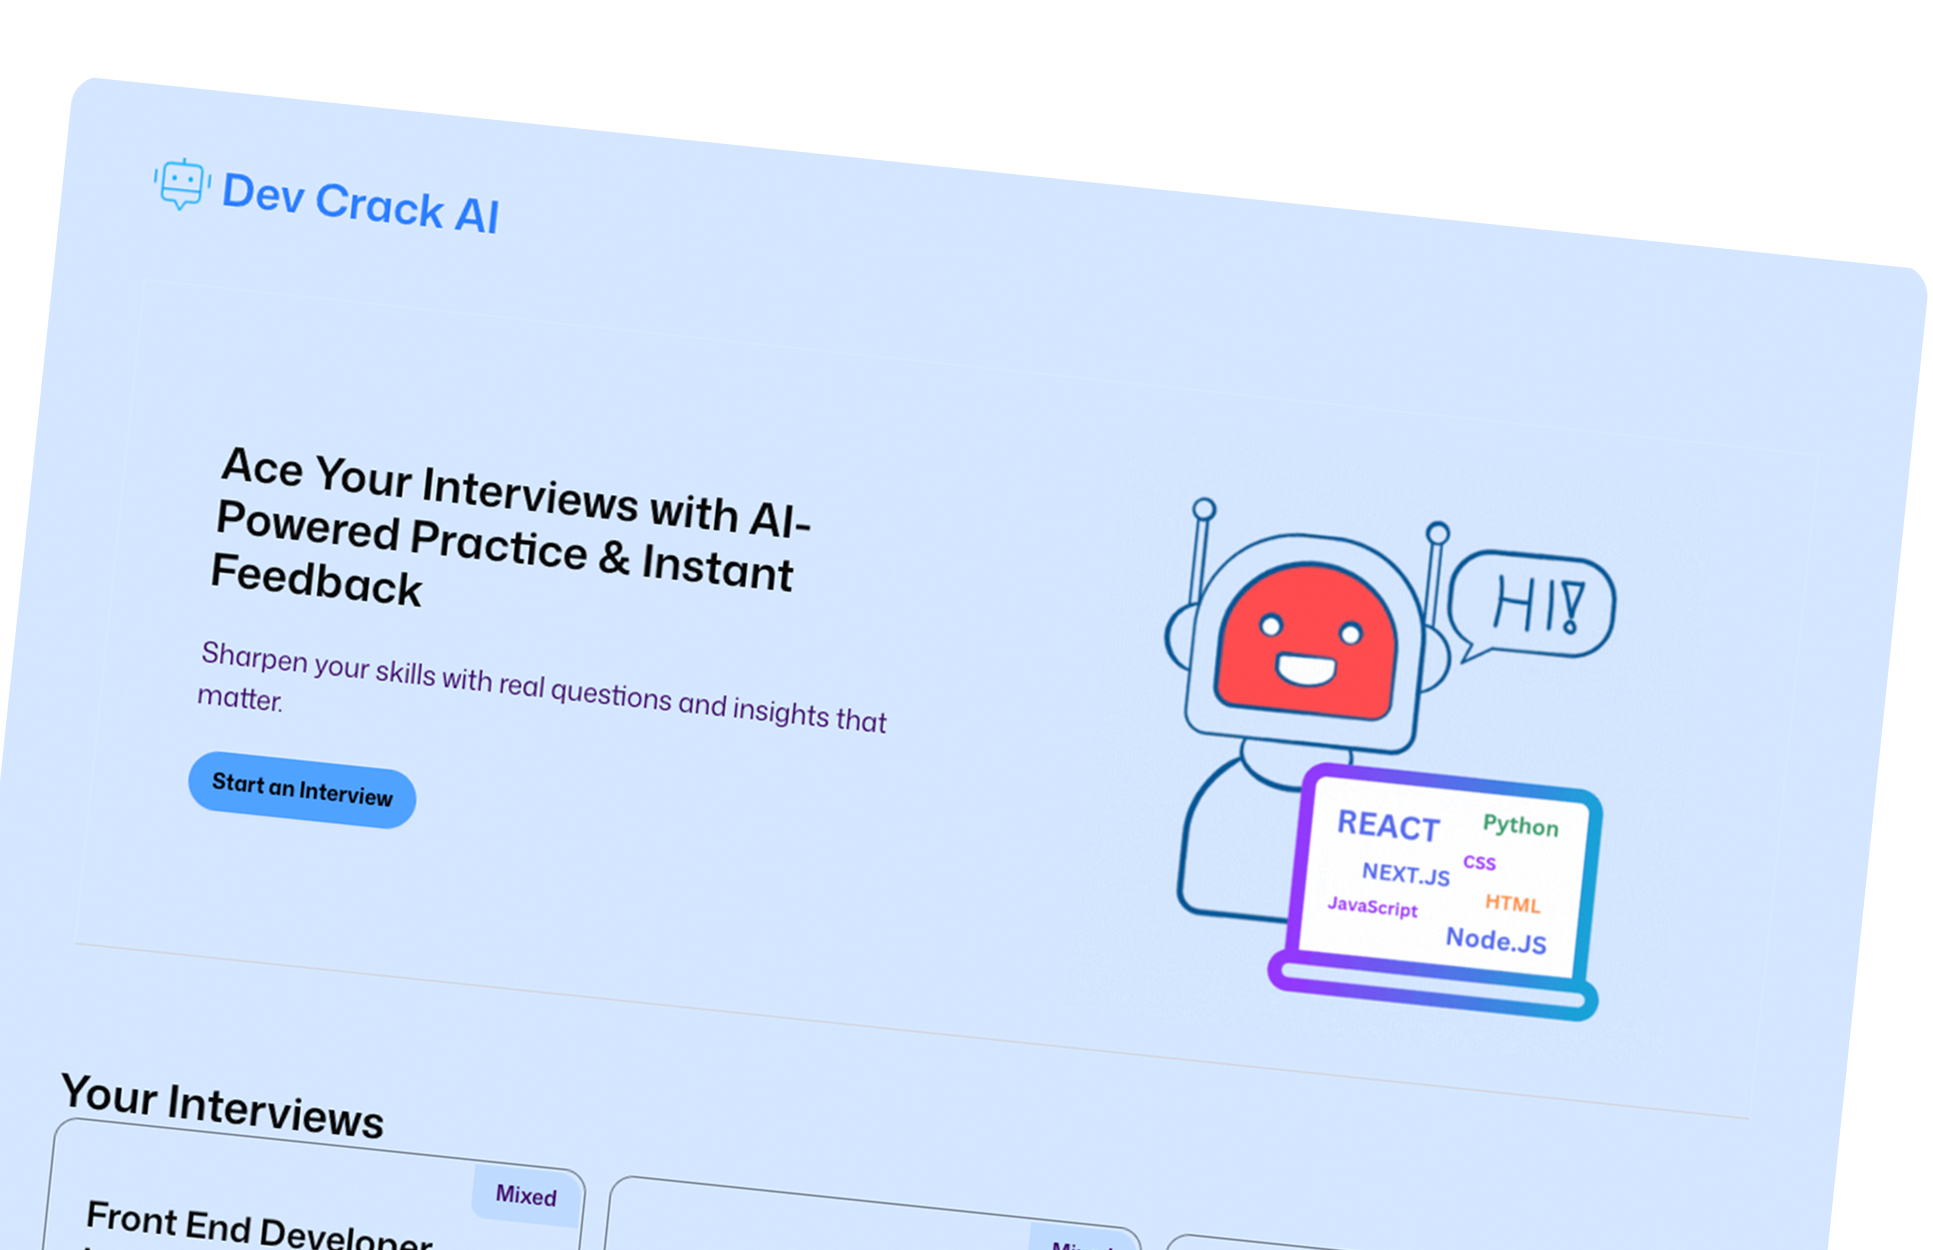 Dev Crack AI
Ace Your Interviews with AI-
Powered Practice & Instant
Feedback
Sharpen your skills with real questions and insights that
matter.
Start an Interview
HI!
REACT
Python
CSS
NEXT.JS
JavaScript
HTML
Node.JS
Your Interviews
Mixed
Front End Developer